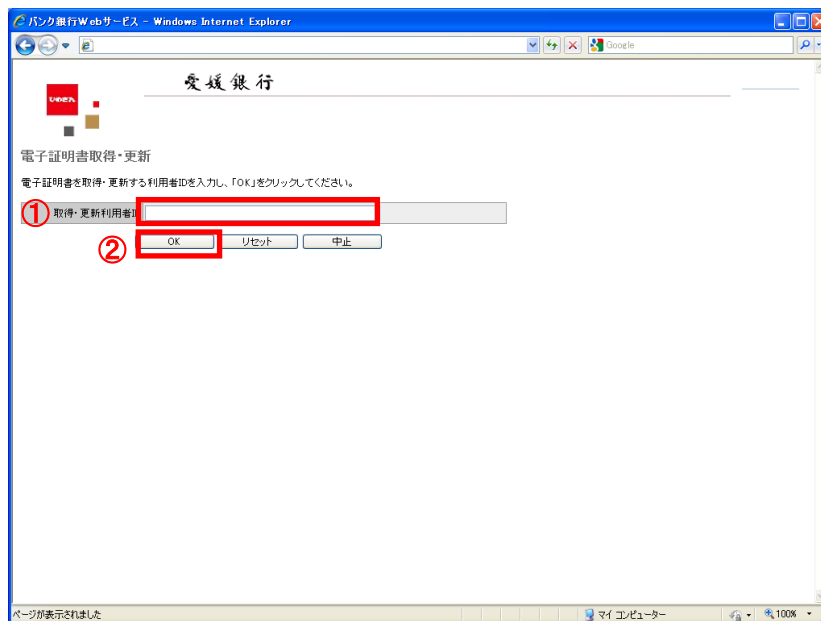 バンク銀行Webサービス - Windows Internet Explorer
Google
ひめぎん
愛媛銀行
電子証明書取得・更新
電子証明書を取得・更新する利用者IDを入力し、「OK」をクリックしてください。
① 取得・更新利用者ID
② OK リセット 中止
ページが表示されました マイ コンピューター 100%